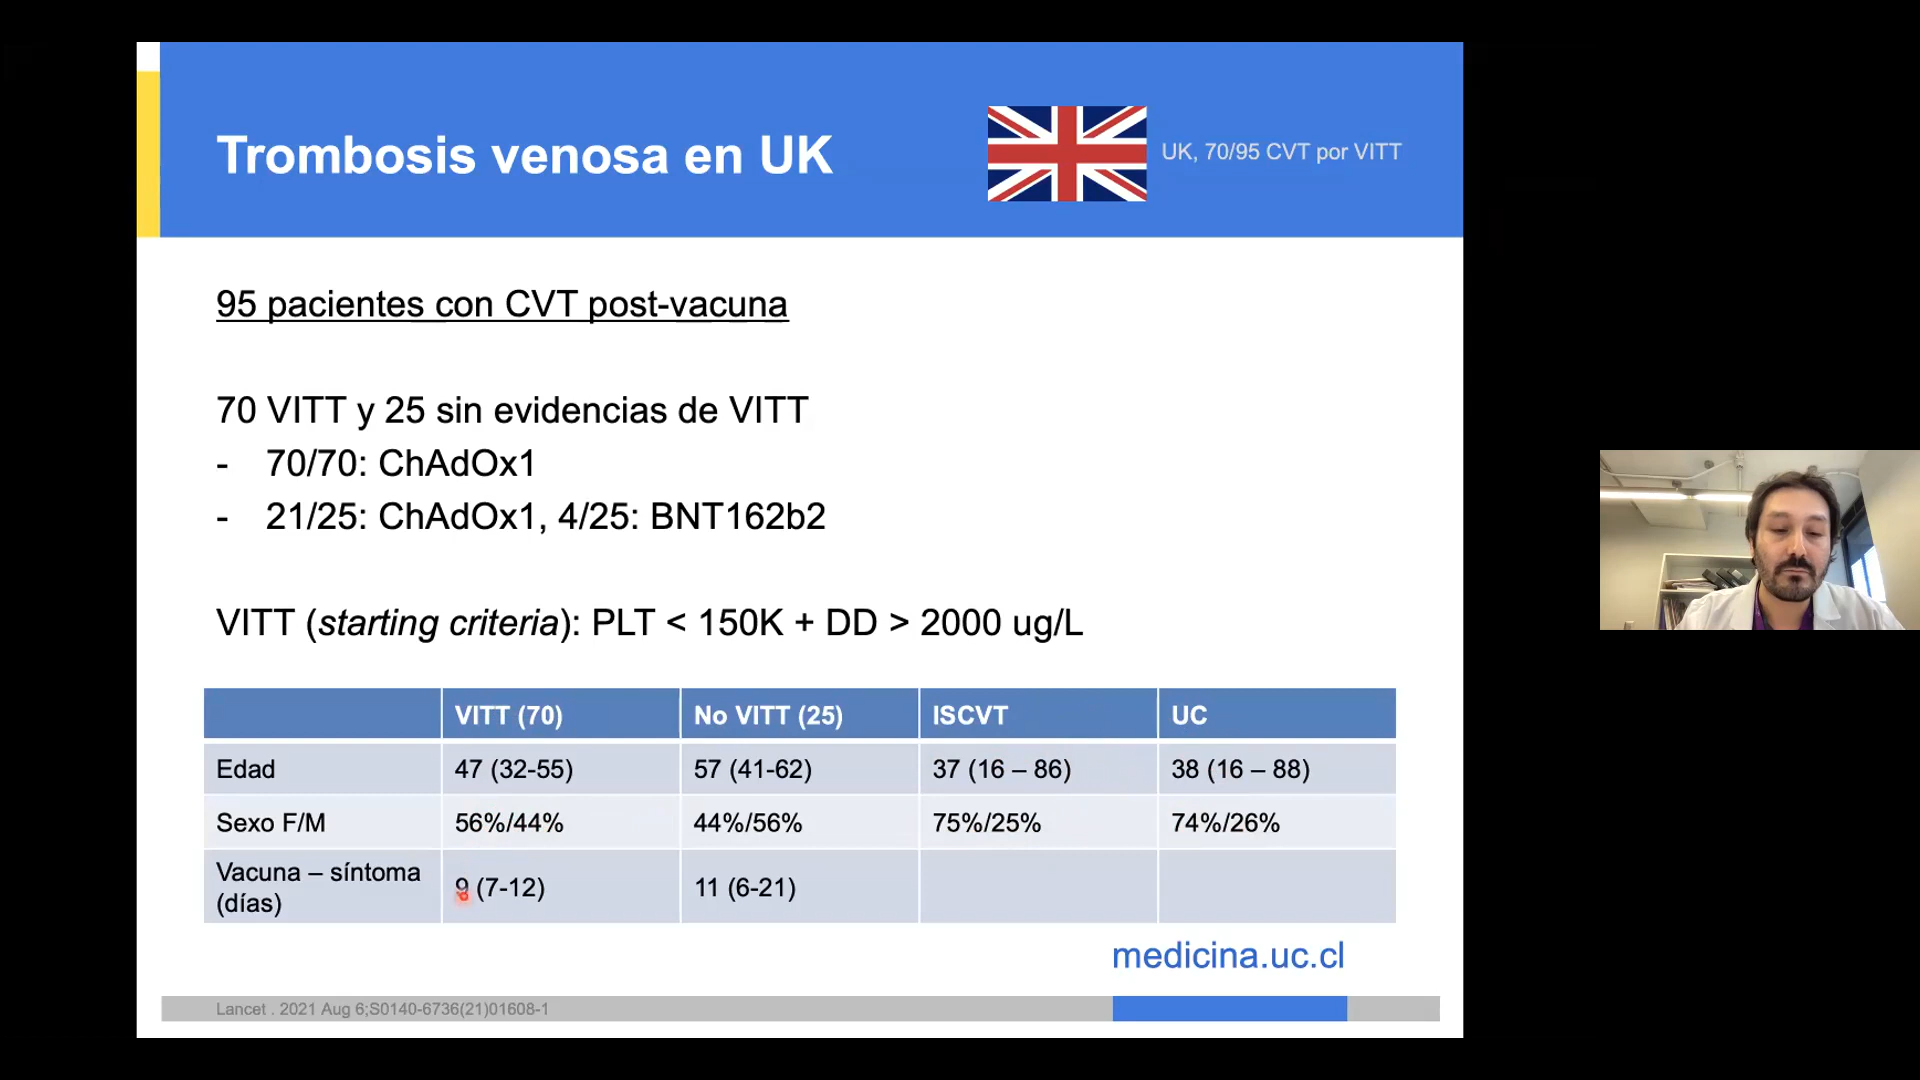 Trombosis venosa en UK
UK, 70/95 CVT por VITT
95 pacientes con CVT post-vacuna
70 VITT y 25 sin evidencias de VITT
- 70/70: ChAdOx1
- 21/25: ChAdOx1, 4/25: BNT162b2
VITT (starting criteria): PLT < 150K + DD > 2000 ug/L
VITT (70) No VITT (25) ISCVT UC
Edad 47 (32-55) 57 (41-62) 37 (16 – 86) 38 (16 – 88)
Sexo F/M 56%/44% 44%/56% 75%/25% 74%/26%
Vacuna – síntoma
(días) 9 (7-12) 11 (6-21)
medicina.uc.cl
Lancet . 2021 Aug 6;S0140-6736(21)01608-1